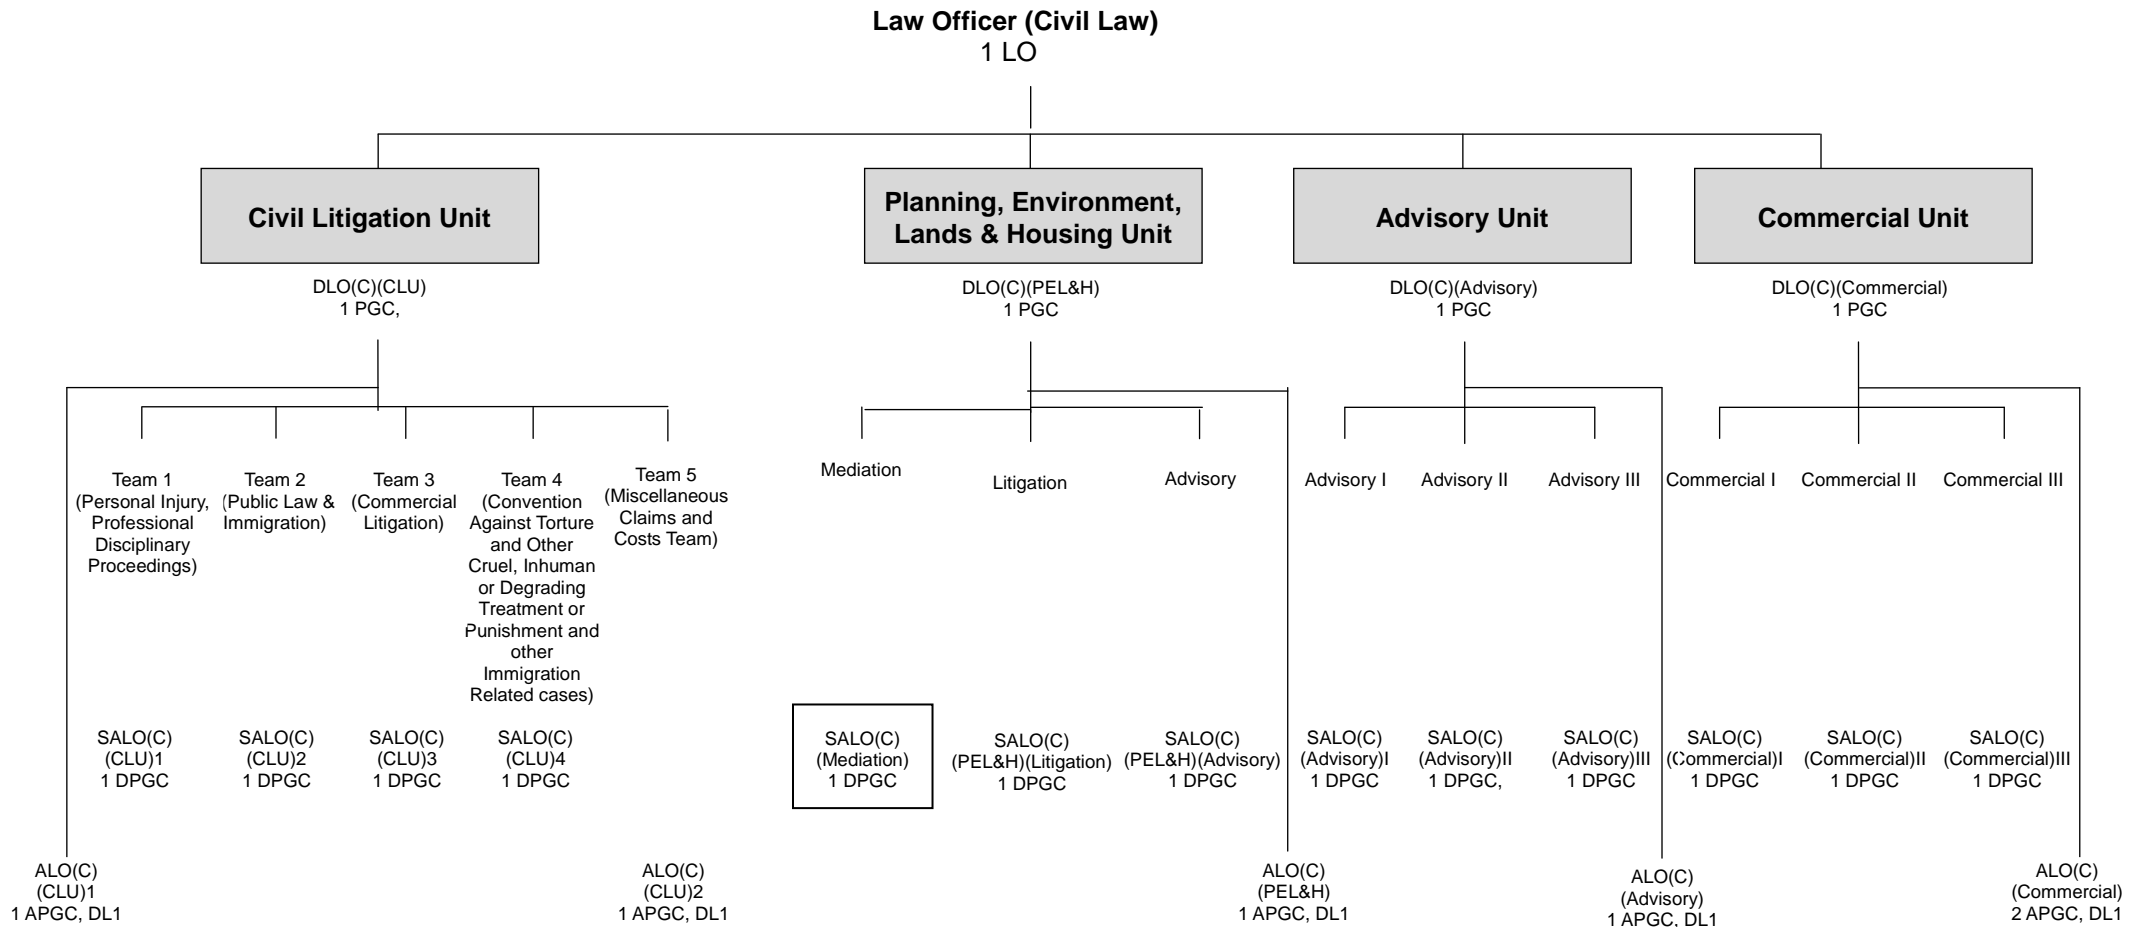 Law Officer (Civil Law)
1 LO
Civil Litigation Unit
DLO(C)(CLU)
1 PGC,
Planning, Environment,
Lands & Housing Unit
DLO(C)(PEL&H)
1 PGC
Advisory Unit
DLO(C)(Advisory)
1 PGC
Commercial Unit
DLO(C)(Commercial)
1 PGC
Team 1
(Personal Injury,
Professional
Disciplinary
Proceedings)
Team 2
(Public Law &
Immigration)
Team 3
(Commercial
Litigation)
Team 4
(Convention
Against Torture
and Other
Cruel, Inhuman
or Degrading
Treatment or
Punishment and
other
Immigration
Related cases)
Team 5
(Miscellaneous
Claims and
Costs Team)
Mediation
Litigation
Advisory
Advisory I
Advisory II
Advisory III
Commercial I
Commercial II
Commercial III
SALO(C)
(CLU)1
1 DPGC
SALO(C)
(CLU)2
1 DPGC
SALO(C)
(CLU)3
1 DPGC
SALO(C)
(CLU)4
1 DPGC
SALO(C)
(Mediation)
1 DPGC
SALO(C)
(PEL&H)(Litigation)
1 DPGC
SALO(C)
(PEL&H)(Advisory)
1 DPGC
SALO(C)
(Advisory)I
1 DPGC
SALO(C)
(Advisory)II
1 DPGC,
SALO(C)
(Advisory)III
1 DPGC
SALO(C)
(Commercial)I
1 DPGC
SALO(C)
(Commercial)II
1 DPGC
SALO(C)
(Commercial)III
1 DPGC
ALO(C)
(CLU)1
1 APGC, DL1
ALO(C)
(CLU)2
1 APGC, DL1
ALO(C)
(PEL&H)
1 APGC, DL1
ALO(C)
(Advisory)
1 APGC, DL1
ALO(C)
(Commercial)
2 APGC, DL1